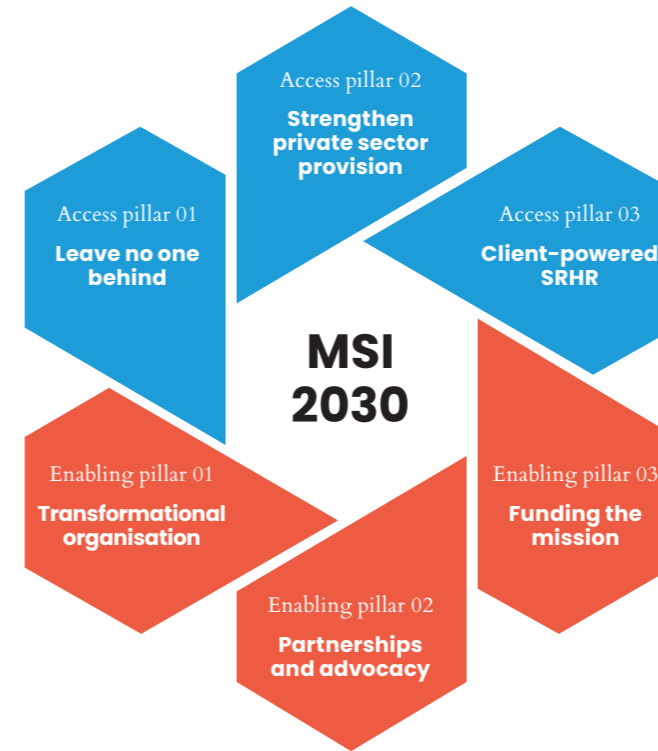 Access pillar 02
Strengthen
private sector
provision
Access pillar 01
Leave no one
behind
Access pillar 03
Client-powered
SRHR
MSI
2030
Enabling pillar 01
Transformational
organisation
Enabling pillar 03
Funding the
mission
Enabling pillar 02
Partnerships
and advocacy